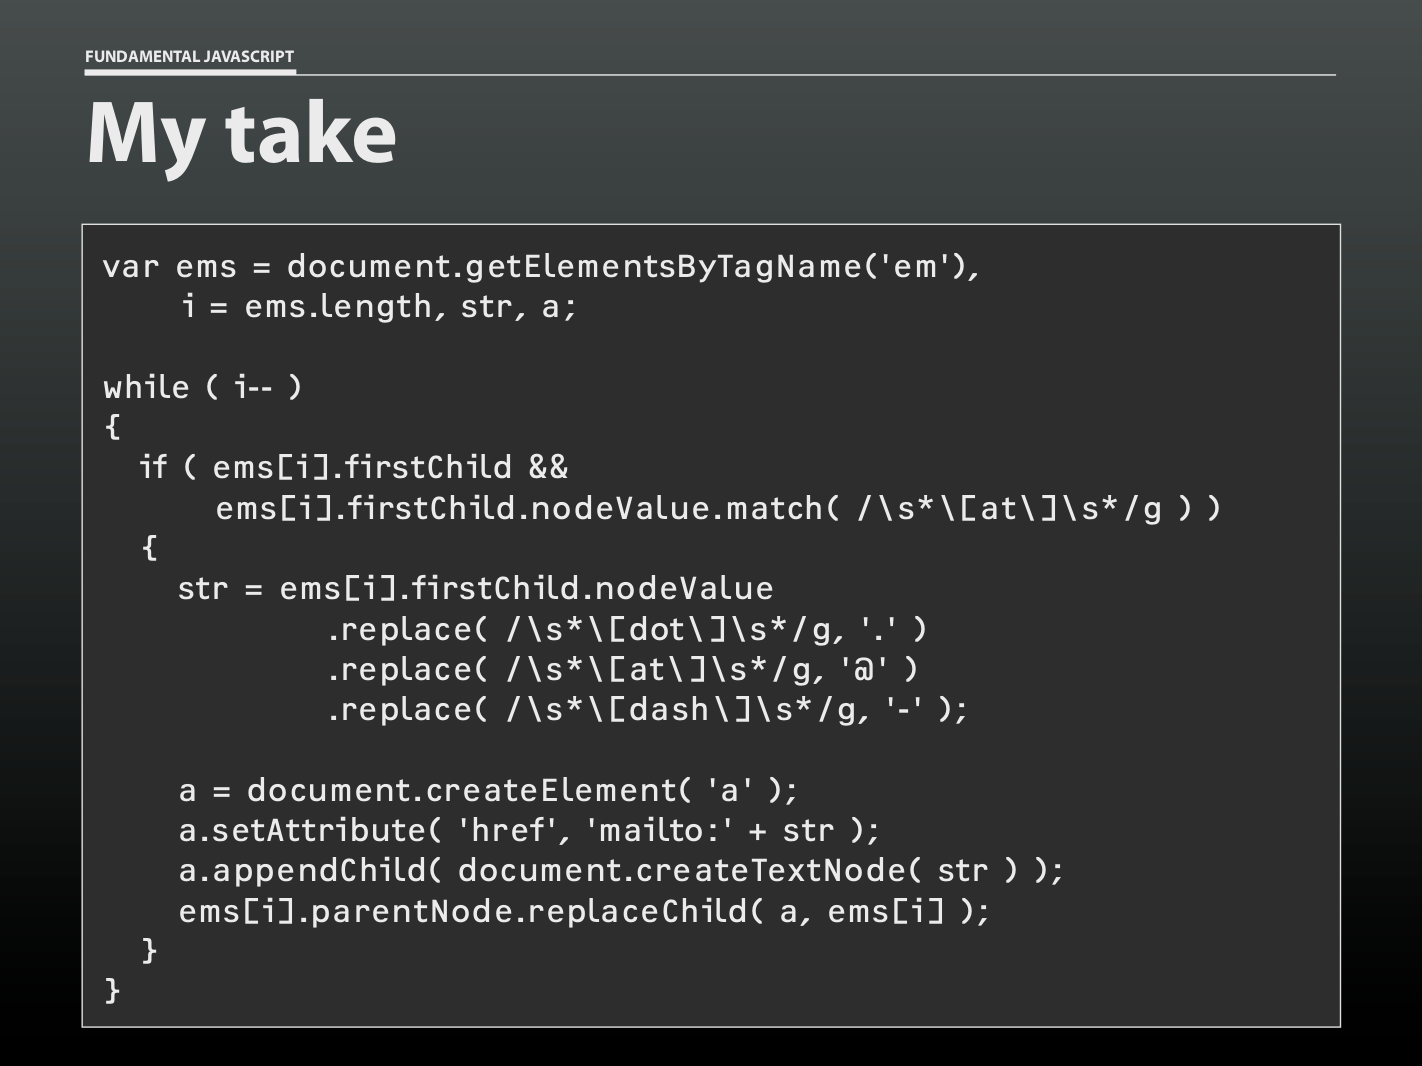 FUNDAMENTAL JAVASCRIPT
My take
var ems = document.getElementsByTagName('em'),
i = ems.length, str, a;
while ( i-- )
{
if ( ems[i].firstChild &&
ems[i].firstChild.nodeValue.match( /\s*\[at\]\s*/g ) )
{
str = ems[i].firstChild.nodeValue
.replace( /\s*\[dot\]\s*/g, '.' )
.replace( /\s*\[at\]\s*/g, '@' )
.replace( /\s*\[dash\]\s*/g, '-' );
a = document.createElement( 'a' );
a.setAttribute( 'href', 'mailto:' + str );
a.appendChild( document.createTextNode( str ) );
ems[i].parentNode.replaceChild( a, ems[i] );
}
}